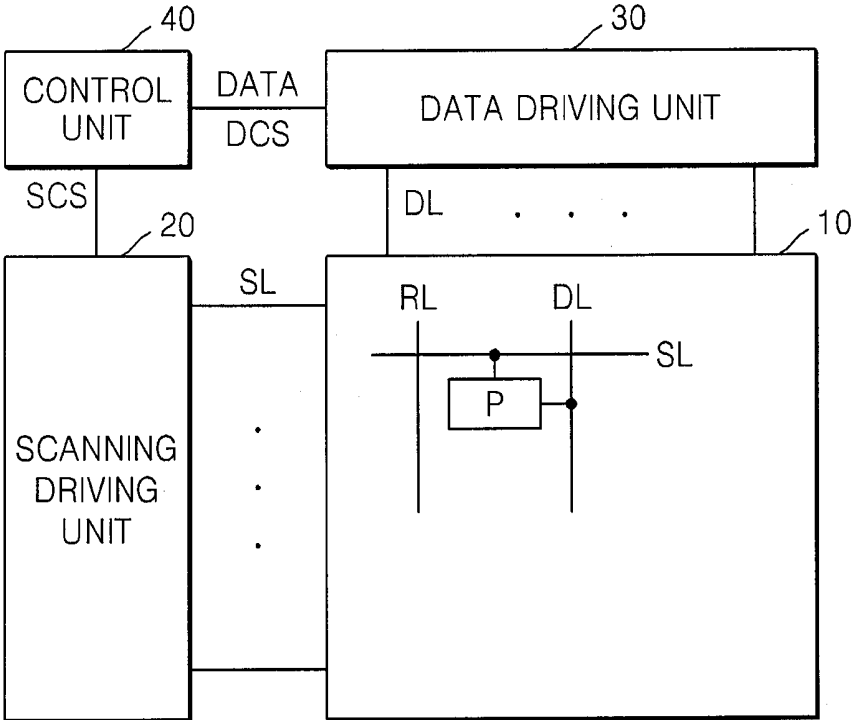 40
30
CONTROL
UNIT
DATA
DCS
DATA DRIVING UNIT
SCS
20
DL
10
SL
RL
DL
SL
P
SCANNING
DRIVING
UNIT